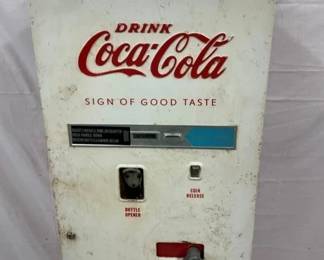 DRINK
Coca-Cola
SIGN OF GOOD TASTE
BOTTLE
OPENER
COIN
RELEASE